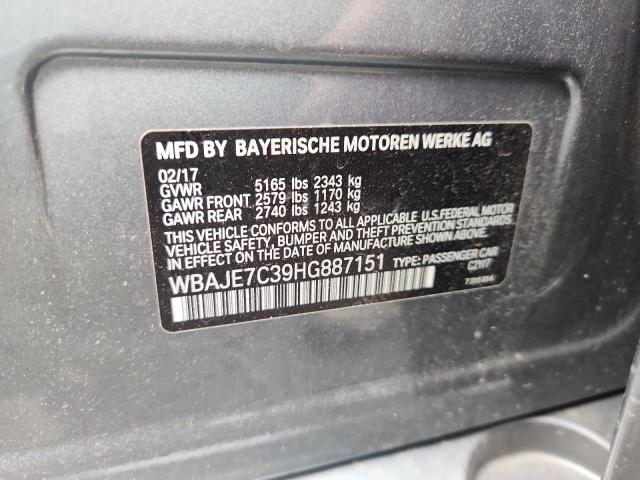 MFD BY BAYERISCHE MOTOREN WERKE AG
02/17
GVWR 5165 lbs 2343 kg
GAWR FRONT 2579 lbs 1170 kg
GAWR REAR 2740 lbs 1243 kg
THIS VEHICLE CONFORMS TO ALL APPLICABLE U.S. FEDERAL MOTOR
VEHICLE SAFETY, BUMPER AND THEFT PREVENTION STANDARDS
IN EFFECT ON THE DATE OF MANUFACTURE SHOWN ABOVE.
WBAJE7C39HG887151 TYPE: PASSENGER CAR